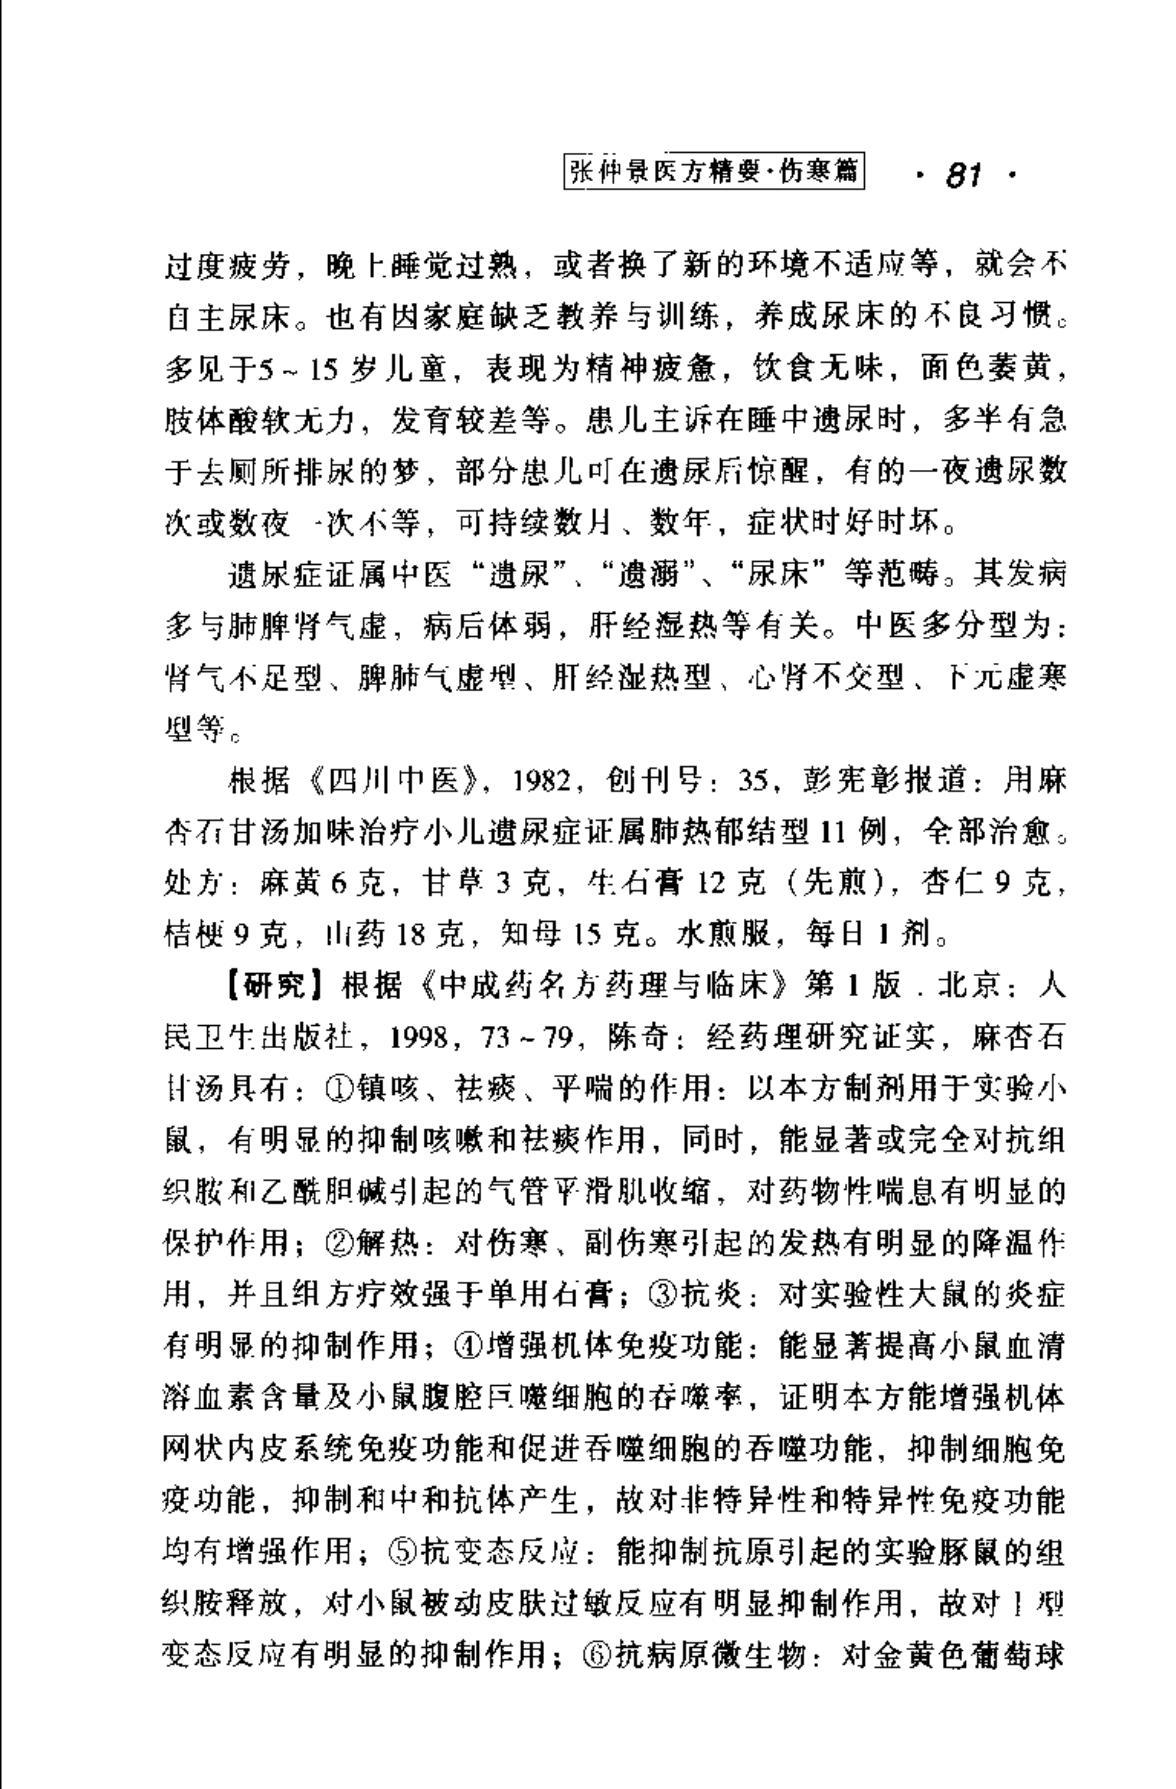 张仲景医方精要·伤寒篇 · 81 ·
过度疲劳，晚上睡觉过熟，或者换了新的环境不适应等，就会不
自主尿床。也有因家庭缺乏教养与训练，养成尿床的不良习惯。
多见于5～15岁儿童，表现为精神疲惫，饮食无味，面色萎黄，
肢体酸软无力，发育较差等。患儿主诉在睡中遗尿时，多半有急
于去厕所排尿的梦，部分患儿可在遗尿后惊醒，有的一夜遗尿数
次或数夜一次不等，可持续数月、数年，症状时好时坏。
遗尿症证属中医“遗尿”、“遗溺”、“尿床”等范畴。其发病
多与肺脾肾气虚，病后体弱，肝经湿热等有关。中医多分型为：
肾气不足型、脾肺气虚型、肝经湿热型、心肾不交型、下元虚寒
型等。
根据《四川中医》，1982，创刊号：35，彭宪彰报道：用麻
杏石甘汤加味治疗小儿遗尿症证属肺热郁结型11例，全部治愈。
处方：麻黄6克，甘草3克，生石膏12克（先煎），杏仁9克，
桔梗9克，山药18克，知母15克。水煎服，每日1剂。
【研究】根据《中成药名方药理与临床》第1版．北京：人
民卫生出版社，1998，73～79，陈奇：经药理研究证实，麻杏石
甘汤具有：①镇咳、祛痰、平喘的作用：以本方制剂用于实验小
鼠，有明显的抑制咳嗽和祛痰作用，同时，能显著或完全对抗组
织胺和乙酰胆碱引起的气管平滑肌收缩，对药物性喘息有明显的
保护作用；②解热：对伤寒、副伤寒引起的发热有明显的降温作
用，并且组方疗效强于单用石膏；③抗炎：对实验性大鼠的炎症
有明显的抑制作用；④增强机体免疫功能：能显著提高小鼠血清
溶血素含量及小鼠腹腔巨噬细胞的吞噬率，证明本方能增强机体
网状内皮系统免疫功能和促进吞噬细胞的吞噬功能，抑制细胞免
疫功能，抑制和中和抗体产生，故对非特异性和特异性免疫功能
均有增强作用；⑤抗变态反应：能抑制抗原引起的实验豚鼠的组
织胺释放，对小鼠被动皮肤过敏反应有明显抑制作用，故对Ⅰ型
变态反应有明显的抑制作用；⑥抗病原微生物：对金黄色葡萄球